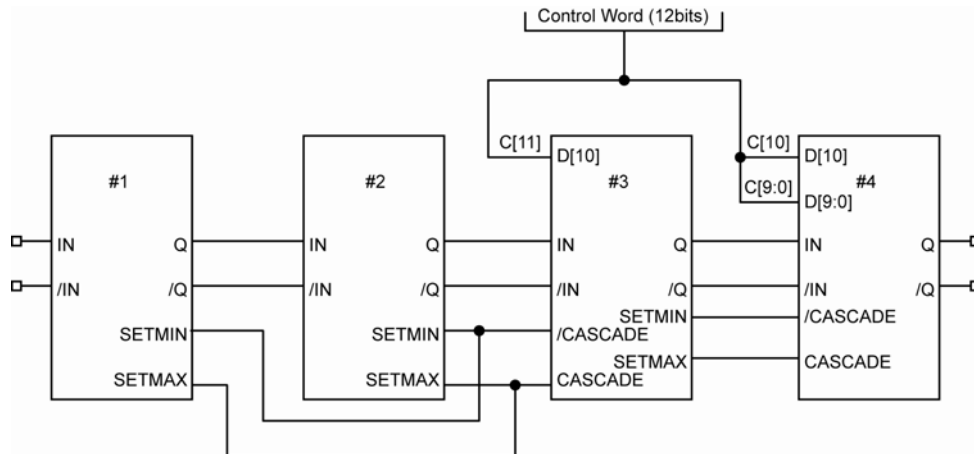 Control Word (12bits)
C[11]
D[10]
C[10]
D[10]
#1
#2
#3
#4
C[9:0]
D[9:0]
IN
Q
IN
Q
IN
Q
IN
Q
/IN
/Q
/IN
/Q
/IN
/Q
/IN
/Q
SETMIN
/CASCADE
SETMIN
SETMIN
/CASCADE
SETMAX
CASCADE
SETMAX
SETMAX
CASCADE